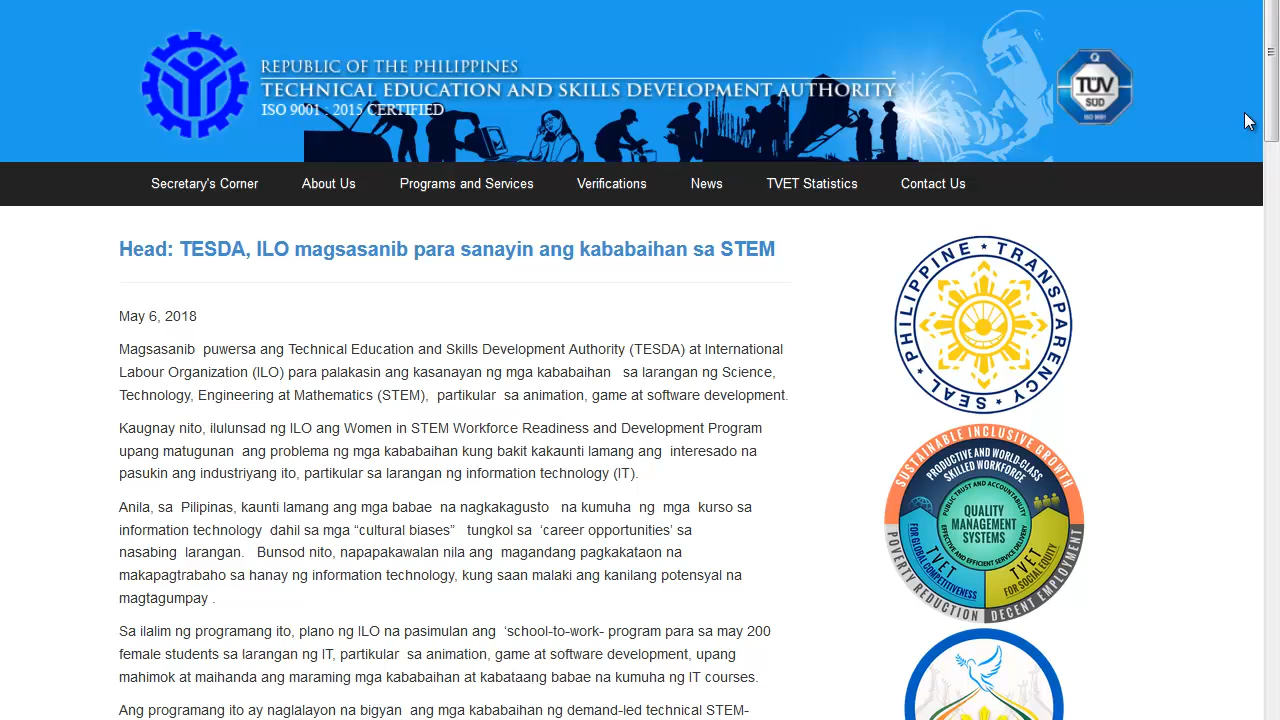 REPUBLIC OF THE PHILIPPINES
TECHNICAL EDUCATION AND SKILLS DEVELOPMENT AUTHORITY
ISO 9001 : 2015 CERTIFIED
Q
TÜV
SÜD
ISO 9001
Secretary's Corner About Us Programs and Services Verifications News TVET Statistics Contact Us
Head: TESDA, ILO magsasanib para sanayin ang kababaihan sa STEM
May 6, 2018
Magsasanib puwersa ang Technical Education and Skills Development Authority (TESDA) at International
Labour Organization (ILO) para palakasin ang kasanayan ng mga kababaihan sa larangan ng Science,
Technology, Engineering at Mathematics (STEM), partikular sa animation, game at software development.
Kaugnay nito, ilulunsad ng ILO ang Women in STEM Workforce Readiness and Development Program
upang matugunan ang problema ng mga kababaihan kung bakit kakaunti lamang ang interesado na
pasukin ang industriyang ito, partikular sa larangan ng information technology (IT).
Anila, sa Pilipinas, kaunti lamang ang mga babae na nagkakagusto na kumuha ng mga kurso sa
information technology dahil sa mga “cultural biases” tungkol sa ‘career opportunities’ sa
nasabing larangan. Bunsod nito, napapakawalan nila ang magandang pagkakataon na
makapagtrabaho sa hanay ng information technology, kung saan malaki ang kanilang potensyal na
magtagumpay .
Sa ilalim ng programang ito, plano ng ILO na pasimulan ang ‘school-to-work- program para sa may 200
female students sa larangan ng IT, partikular sa animation, game at software development, upang
mahimok at maihanda ang maraming mga kababaihan at kabataang babae na kumuha ng IT courses.
Ang programang ito ay naglalayon na bigyan ang mga kababaihan ng demand-led technical STEM-
PHILIPPINE TRANSPARENCY SEAL
SUSTAINABLE INCLUSIVE GROWTH
PRODUCTIVE AND WORLD-CLASS
SKILLED WORKFORCE
PUBLIC TRUST AND ACCOUNTABILITY
QUALITY
MANAGEMENT
SYSTEMS
EFFECTIVE AND EFFICIENT SERVICE DELIVERY
TVET
FOR GLOBAL COMPETITIVENESS
TVET
FOR SOCIAL EQUITY
POVERTY REDUCTION
DECENT EMPLOYMENT